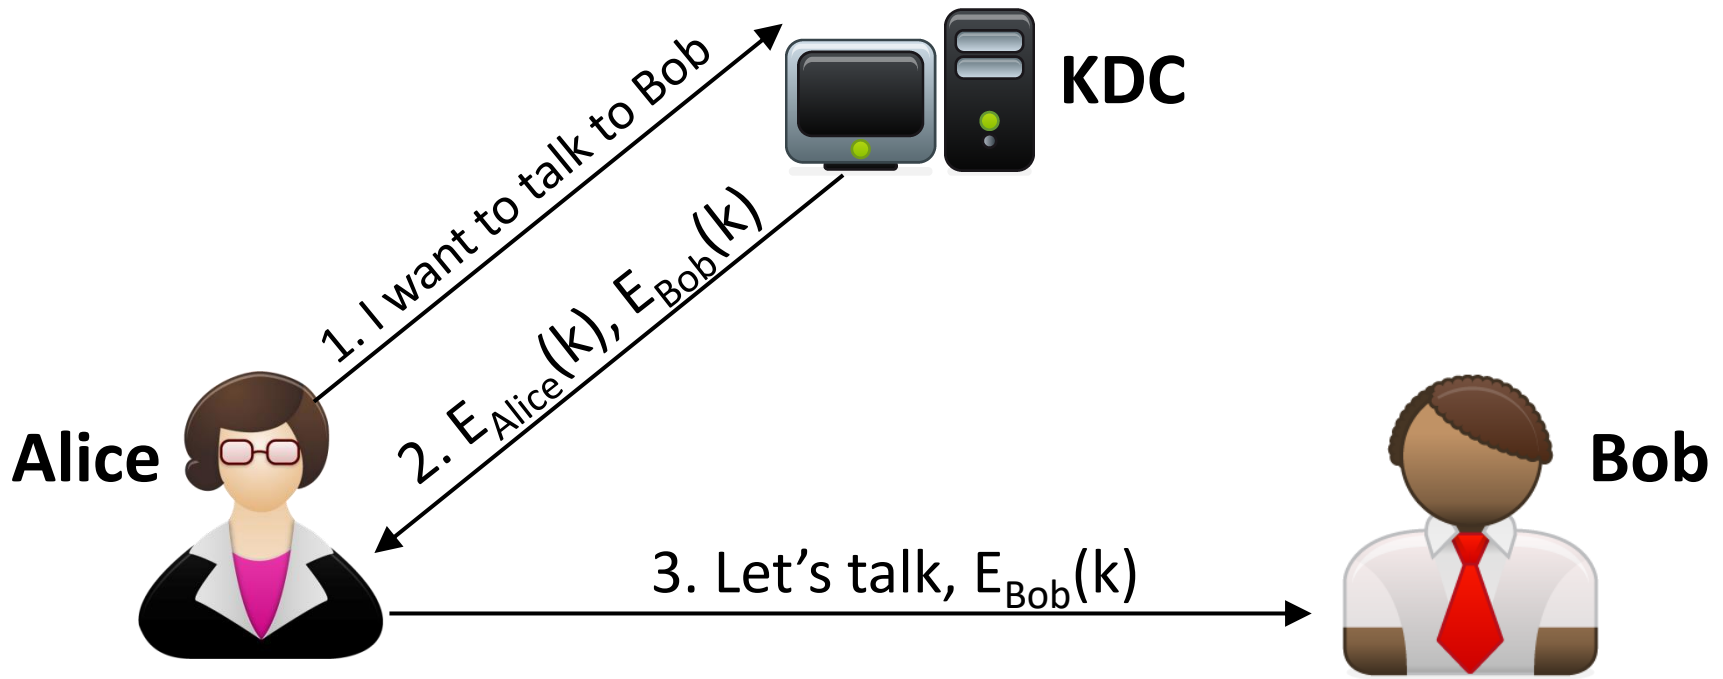 KDC
1. I want to talk to Bob
2. E_Alice(k), E_Bob(k)
Alice
Bob
3. Let’s talk, E_Bob(k)